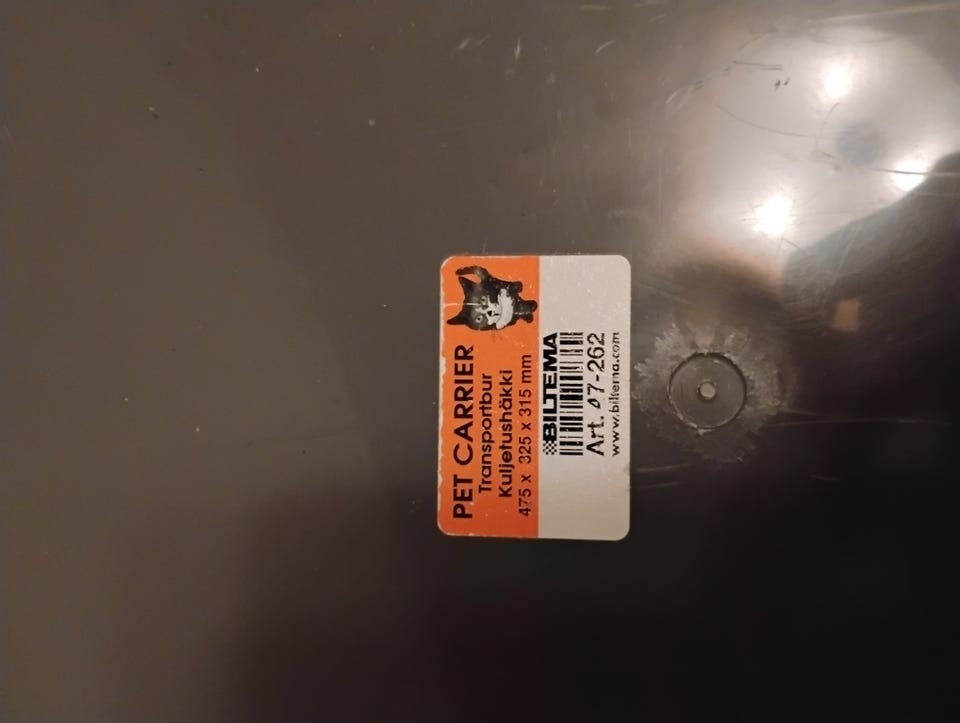 PET CARRIER
Transportbur
Kuljetushäkki
475 x 325 x 315 mm
BILTEMA
Art. 07-262
www.biltema.com